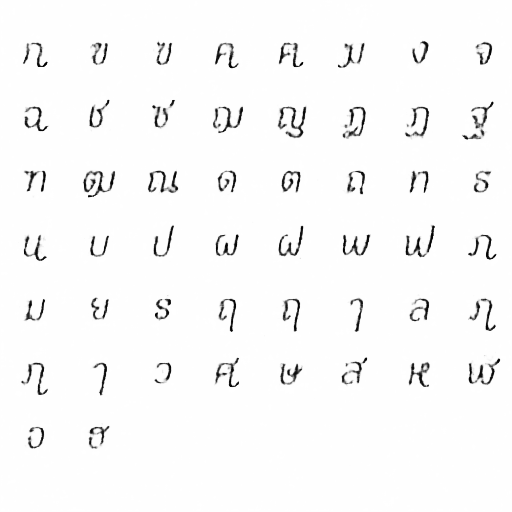 ก ข ฃ ค ฅ ฆ ง จ
ฉ ช ซ ฌ ญ ฎ ฏ ฐ
ฑ ฒ ณ ด ต ถ ท ธ
น บ ป ผ ฝ พ ฟ ภ
ม ย ร ฤ ฤ ๅ ล ฦ
ฦ ๅ ว ศ ษ ส ห ฬ
อ ฮ